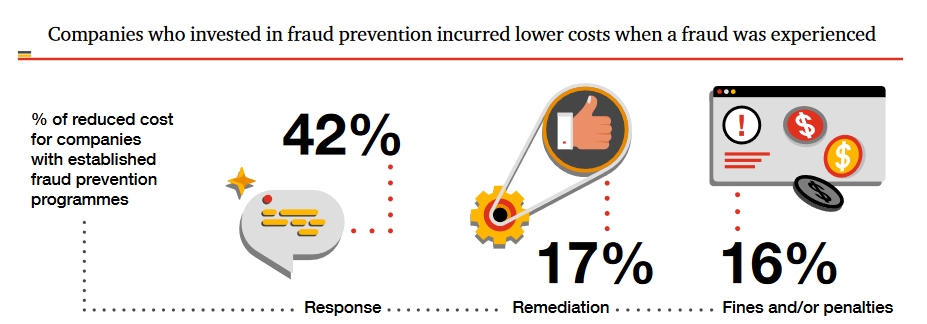 Companies who invested in fraud prevention incurred lower costs when a fraud was experienced
% of reduced cost
for companies
with established
fraud prevention
programmes
42%
Response
17%
Remediation
!
$
$
$
16%
Fines and/or penalties